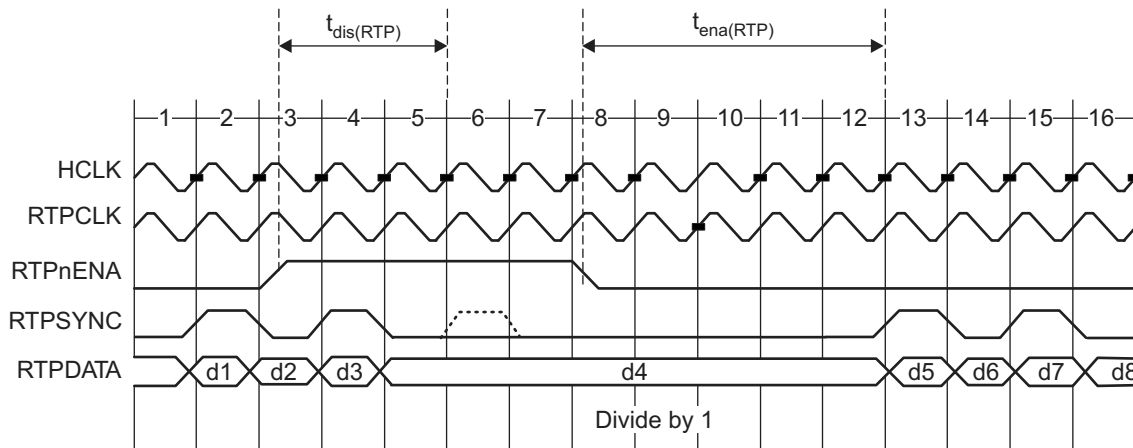 tdis(RTP) tena(RTP)
1 2 3 4 5 6 7 8 9 10 11 12 13 14 15 16
HCLK
RTPCLK
RTPnENA
RTPSYNC
RTPDATA d1 d2 d3 d4 d5 d6 d7 d8
Divide by 1